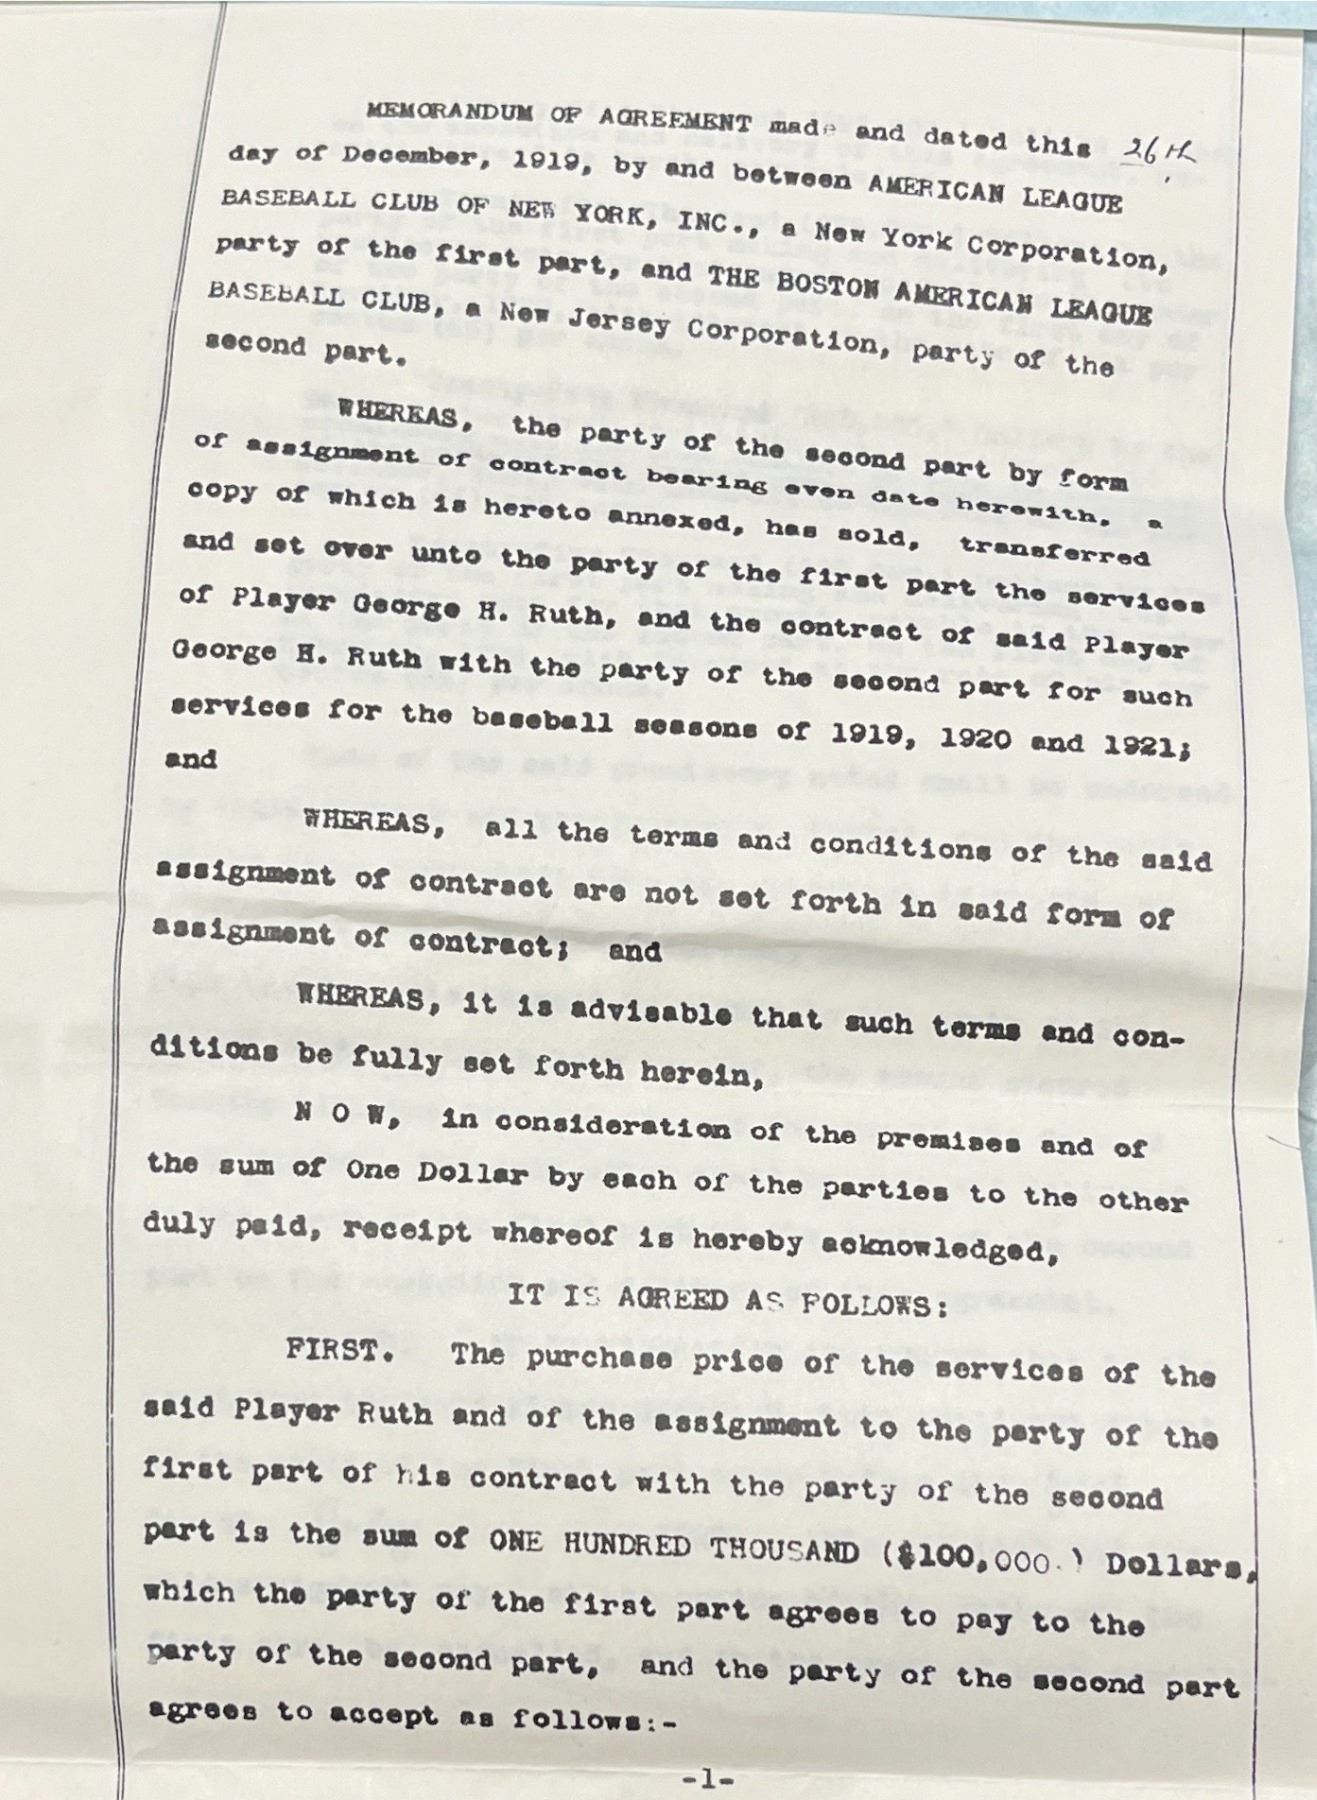 MEMORANDUM OF AGREEMENT made and dated this 26th
day of December, 1919, by and between AMERICAN LEAGUE
BASEBALL CLUB OF NEW YORK, INC., a New York Corporation,
party of the first part, and THE BOSTON AMERICAN LEAGUE
BASEBALL CLUB, a New Jersey Corporation, party of the
second part.
WHEREAS, the party of the second part by form
of assignment of contract bearing even date herewith, a
copy of which is hereto annexed, has sold, transferred
and set over unto the party of the first part the services
of Player George H. Ruth, and the contract of said Player
George H. Ruth with the party of the second part for such
services for the baseball seasons of 1919, 1920 and 1921;
and
WHEREAS, all the terms and conditions of the said
assignment of contract are not set forth in said form of
assignment of contract; and
WHEREAS, it is advisable that such terms and con-
ditions be fully set forth herein,
N O W, in consideration of the premises and of
the sum of One Dollar by each of the parties to the other
duly paid, receipt whereof is hereby acknowledged,
IT IS AGREED AS FOLLOWS:
FIRST. The purchase price of the services of the
said Player Ruth and of the assignment to the party of the
first part of his contract with the party of the second
part is the sum of ONE HUNDRED THOUSAND ($100,000.) Dollars,
which the party of the first part agrees to pay to the
party of the second part, and the party of the second part
agrees to accept as follows:-
-1-